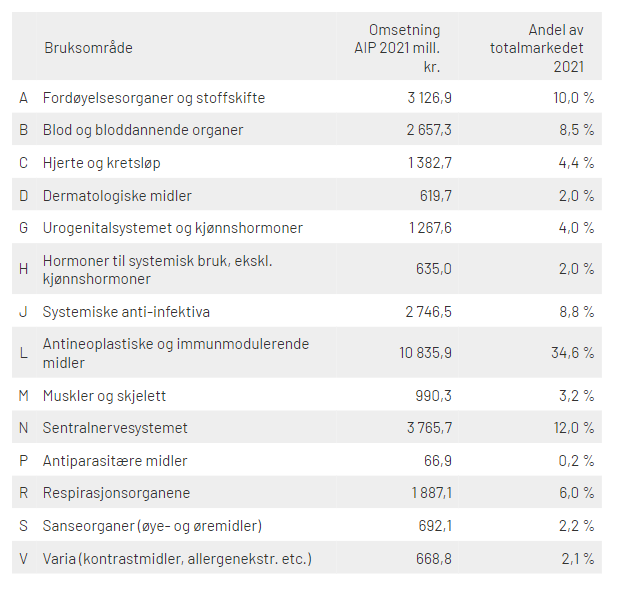 Bruksområde Omsetning AIP 2021 mill. kr. Andel av totalmarkedet 2021
A Fordøyelsesorganer og stoffskifte 3 126,9 10,0 %
B Blod og bloddannende organer 2 657,3 8,5 %
C Hjerte og kretsløp 1 382,7 4,4 %
D Dermatologiske midler 619,7 2,0 %
G Urogenitalsystemet og kjønnshormoner 1 267,6 4,0 %
H Hormoner til systemisk bruk, ekskl.
kjønnshormoner 635,0 2,0 %
J Systemiske anti-infektiva 2 746,5 8,8 %
L Antineoplastiske og immunmodulerende
midler 10 835,9 34,6 %
M Muskler og skjelett 990,3 3,2 %
N Sentralnervesystemet 3 765,7 12,0 %
P Antiparasitære midler 66,9 0,2 %
R Respirasjonsorganene 1 887,1 6,0 %
S Sanseorganer (øye- og øremidler) 692,1 2,2 %
V Varia (kontrastmidler, allergenekstr. etc.) 668,8 2,1 %